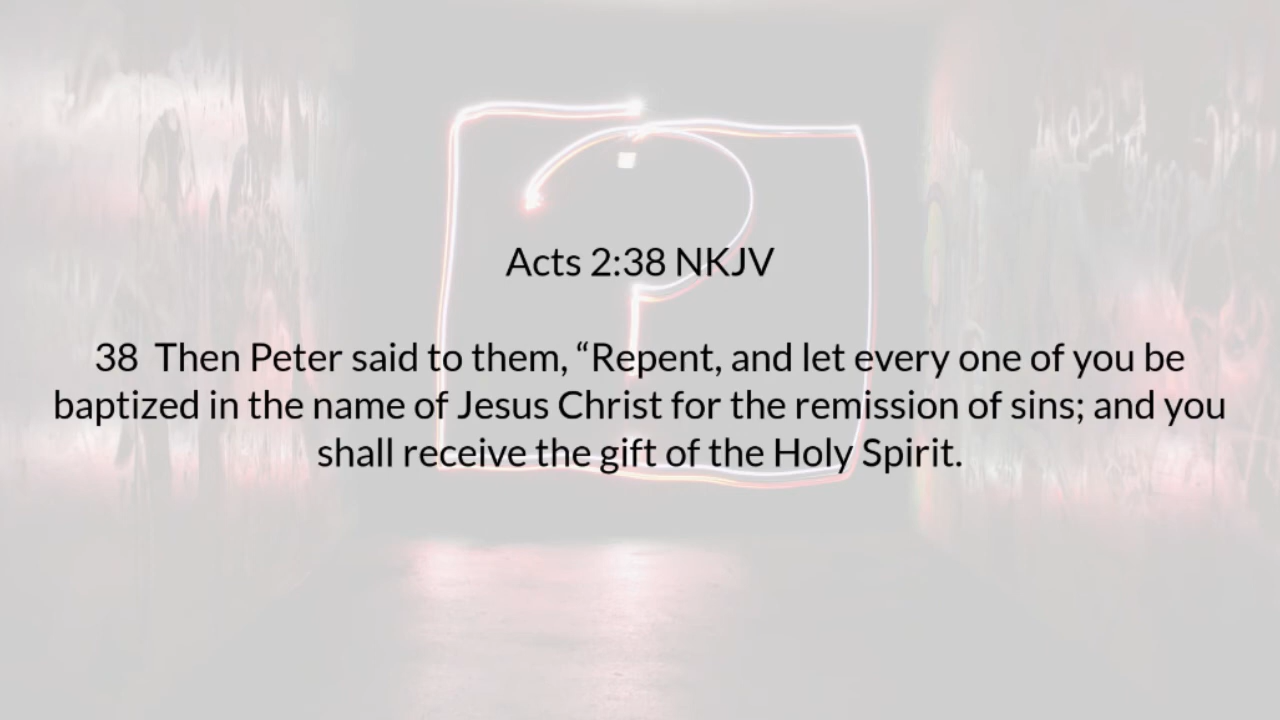 Acts 2:38 NKJV
38  Then Peter said to them, “Repent, and let every one of you be
baptized in the name of Jesus Christ for the remission of sins; and you
shall receive the gift of the Holy Spirit.